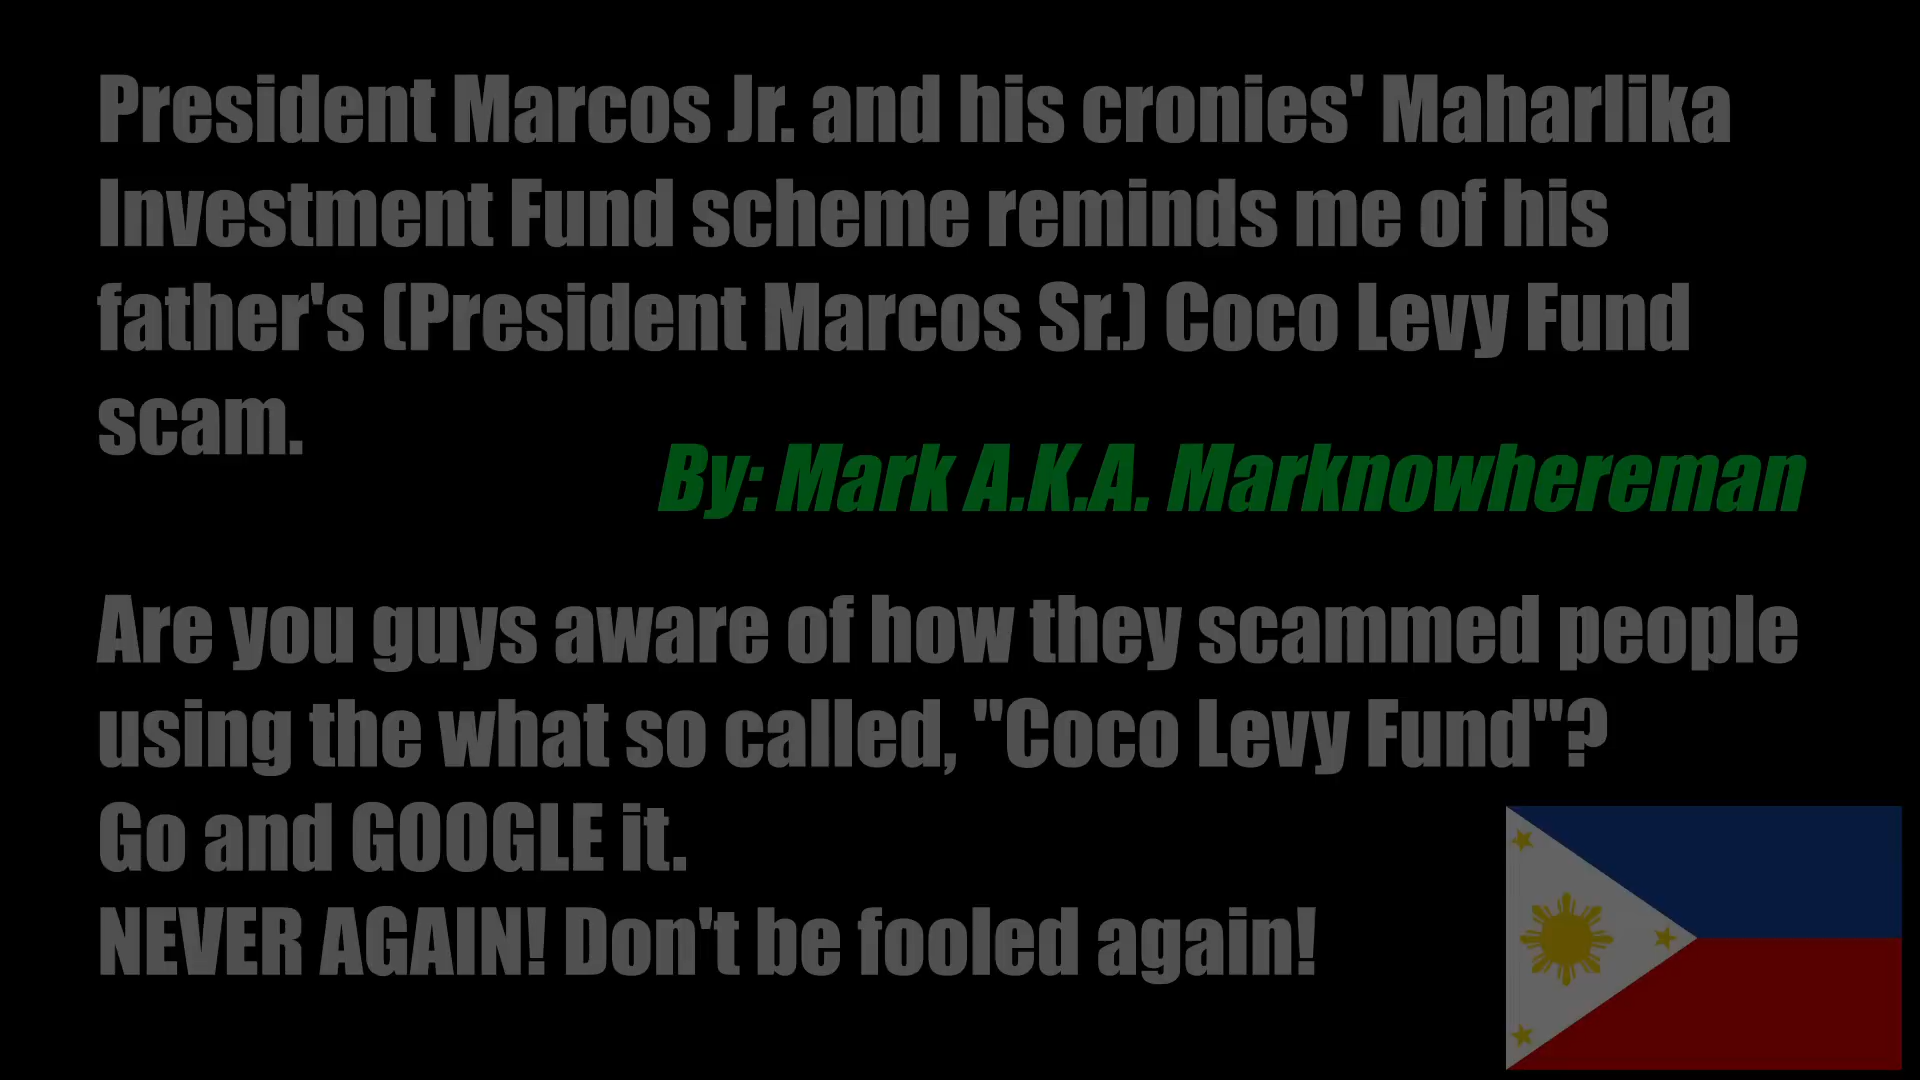 President Marcos Jr. and his cronies' Maharlika
Investment Fund scheme reminds me of his
father's (President Marcos Sr.) Coco Levy Fund
scam.
By: Mark A.K.A. Marknowhereman
Are you guys aware of how they scammed people
using the what so called, "Coco Levy Fund"?
Go and GOOGLE it.
NEVER AGAIN! Don't be fooled again!